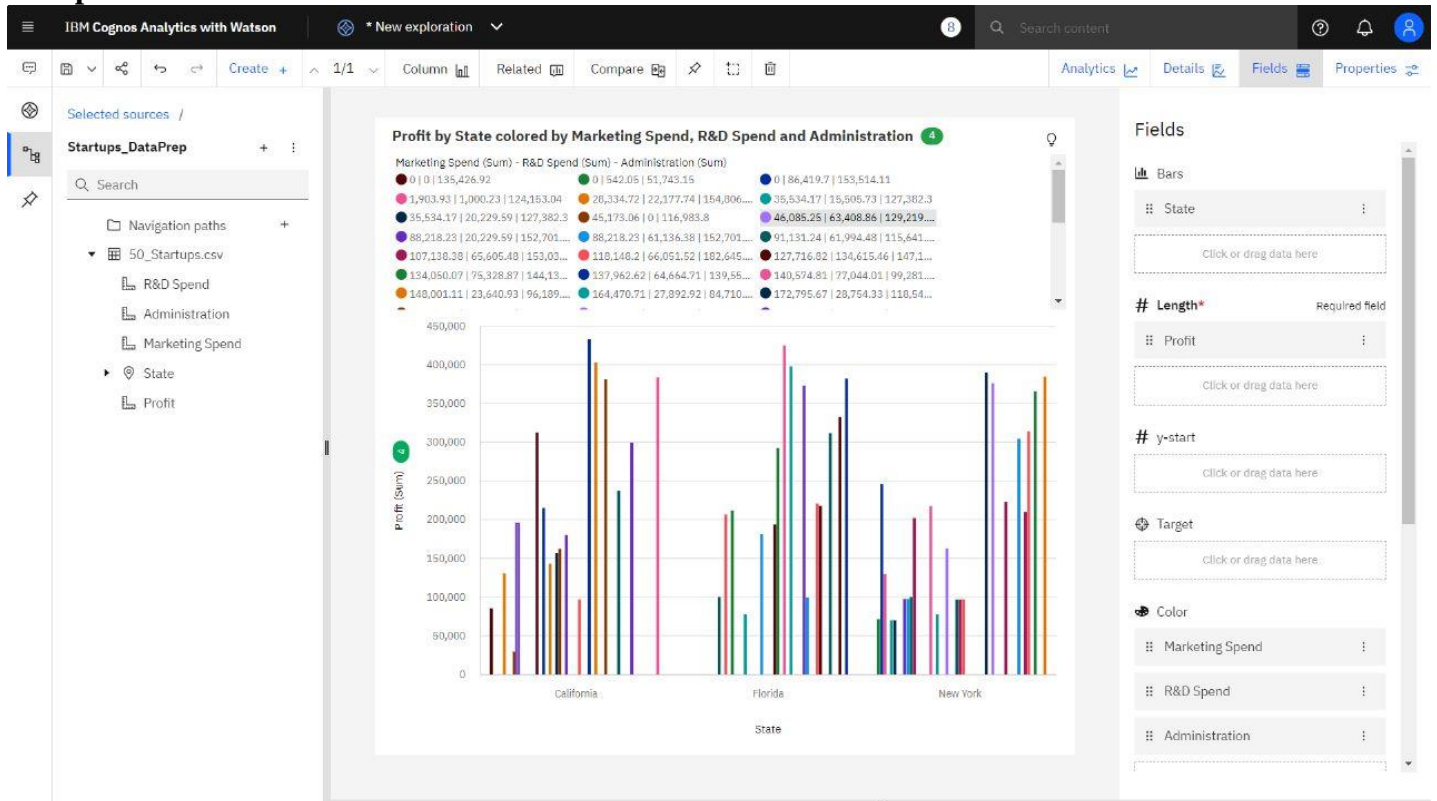 IBM Cognos Analytics with Watson
* New exploration
8
Search content
Create +
1/1
Column
Related
Compare
Analytics
Details
Fields
Properties
Selected sources /
Startups_DataPrep
Search
Navigation paths
50_Startups.csv
R&D Spend
Administration
Marketing Spend
State
Profit
Profit by State colored by Marketing Spend, R&D Spend and Administration 4
Marketing Spend (Sum) - R&D Spend (Sum) - Administration (Sum)
0 | 0 | 135,426.92 0 | 542.05 | 51,743.15 0 | 86,419.7 | 153,514.11
1,903.93 | 1,000.23 | 124,153.04 28,334.72 | 22,177.74 | 154,806.... 35,534.17 | 15,505.73 | 127,382.3
35,534.17 | 20,229.59 | 127,382.3 45,173.06 | 0 | 116,983.8 46,085.25 | 63,408.86 | 129,219....
88,218.23 | 20,229.59 | 152,701.... 88,218.23 | 61,136.38 | 152,701.... 91,131.24 | 61,994.48 | 115,641....
107,138.38 | 65,605.48 | 153,03... 118,148.2 | 66,051.52 | 182,645.... 127,716.82 | 134,615.46 | 147,1...
134,050.07 | 75,328.87 | 144,13... 137,962.62 | 64,664.71 | 139,55... 140,574.81 | 77,044.01 | 99,281....
148,001.11 | 23,640.93 | 96,189.... 164,470.71 | 27,892.92 | 84,710.... 172,795.67 | 28,754.33 | 118,54...
450,000
400,000
350,000
300,000
250,000
200,000
150,000
100,000
50,000
0
Profit (Sum)
California
Florida
New York
State
Fields
Bars
State
Click or drag data here
# Length* Required field
Profit
Click or drag data here
# y-start
Click or drag data here
Target
Click or drag data here
Color
Marketing Spend
R&D Spend
Administration